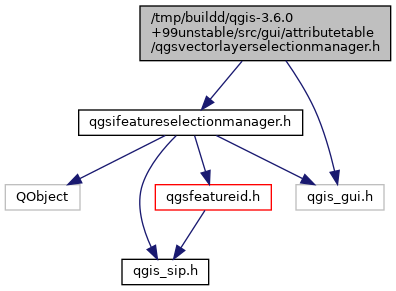 /tmp/buildd/qgis-3.6.0
+99unstable/src/gui/attributetable
/qgsvectorlayerselectionmanager.h
qgsifeatureselectionmanager.h
QObject
qgsfeatureid.h
qgis_gui.h
qgis_sip.h